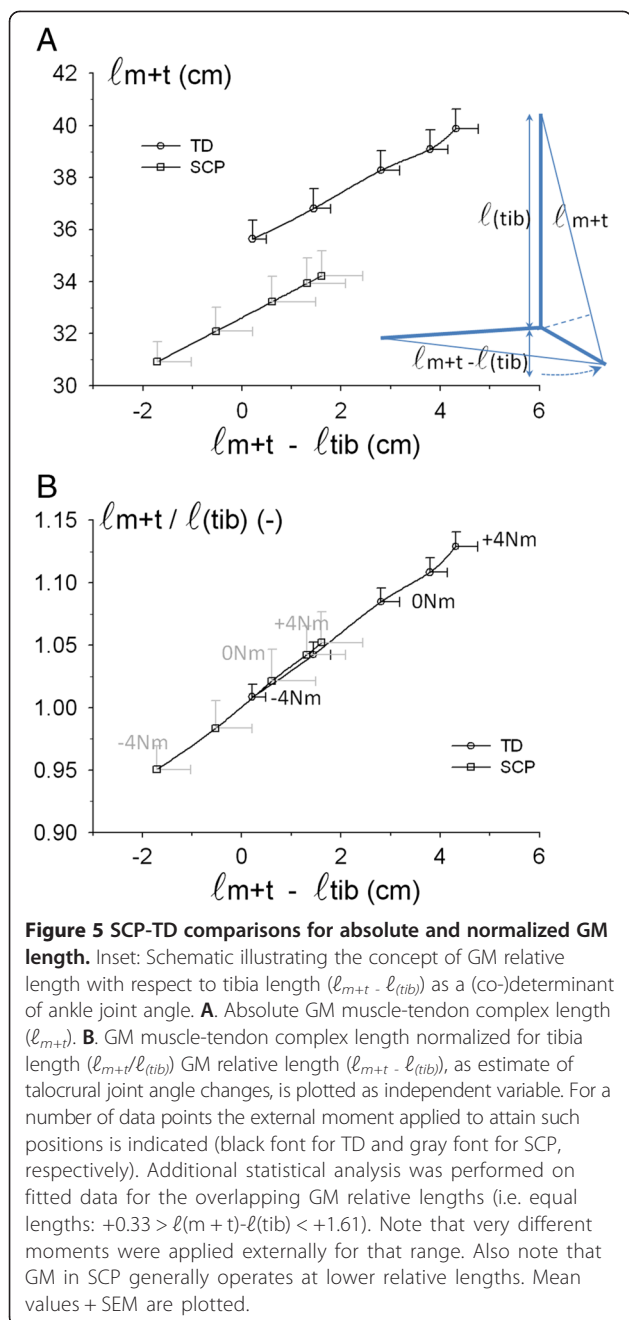 A
ℓm+t (cm)
42
40
38
36
34
32
30
TD
SCP
ℓ(tib)
ℓ m+t
ℓm+t -ℓ(tib)
-2 0 2 4 6
ℓm+t - ℓtib (cm)
B
ℓm+t / ℓ(tib) (-)
1.15
1.10
1.05
1.00
0.95
0.90
+4Nm
0Nm
+4Nm
0Nm
-4Nm
-4Nm
TD
SCP
-2 0 2 4 6
ℓm+t - ℓtib (cm)
Figure 5 SCP-TD comparisons for absolute and normalized GM
length. Inset: Schematic illustrating the concept of GM relative
length with respect to tibia length (ℓm+t - ℓ(tib)) as a (co-)determinant
of ankle joint angle. A. Absolute GM muscle-tendon complex length
(ℓm+t). B. GM muscle-tendon complex length normalized for tibia
length (ℓm+t/ℓ(tib)) GM relative length (ℓm+t - ℓ(tib)), as estimate of
talocrural joint angle changes, is plotted as independent variable. For a
number of data points the external moment applied to attain such
positions is indicated (black font for TD and gray font for SCP,
respectively). Additional statistical analysis was performed on
fitted data for the overlapping GM relative lengths (i.e. equal
lengths: +0.33 > ℓ(m + t)-ℓ(tib) < +1.61). Note that very different
moments were applied externally for that range. Also note that
GM in SCP generally operates at lower relative lengths. Mean
values + SEM are plotted.